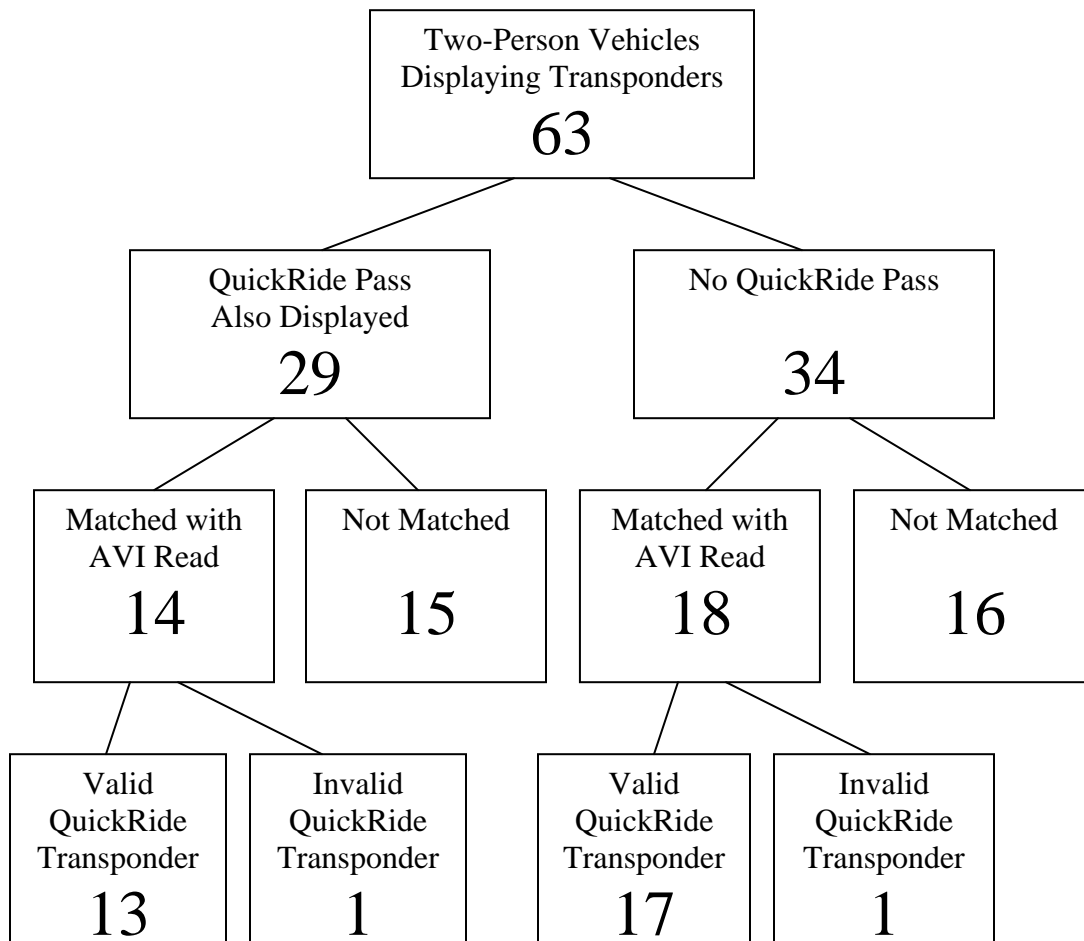 Two-Person Vehicles
Displaying Transponders
63
QuickRide Pass
Also Displayed
29
No QuickRide Pass
34
Matched with
AVI Read
14
Not Matched
15
Matched with
AVI Read
18
Not Matched
16
Valid
QuickRide
Transponder
13
Invalid
QuickRide
Transponder
1
Valid
QuickRide
Transponder
17
Invalid
QuickRide
Transponder
1